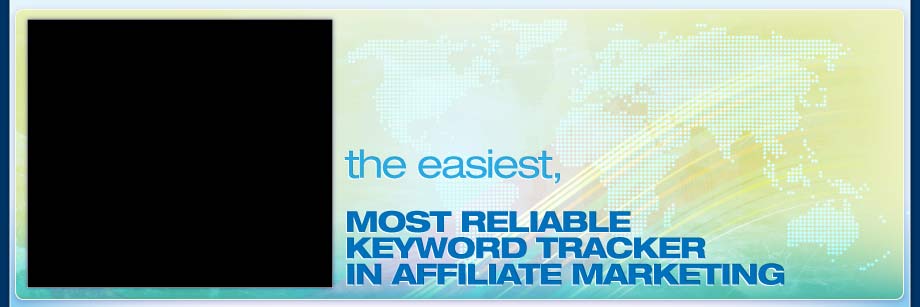 the easiest,
MOST RELIABLE
KEYWORD TRACKER
IN AFFILIATE MARKETING